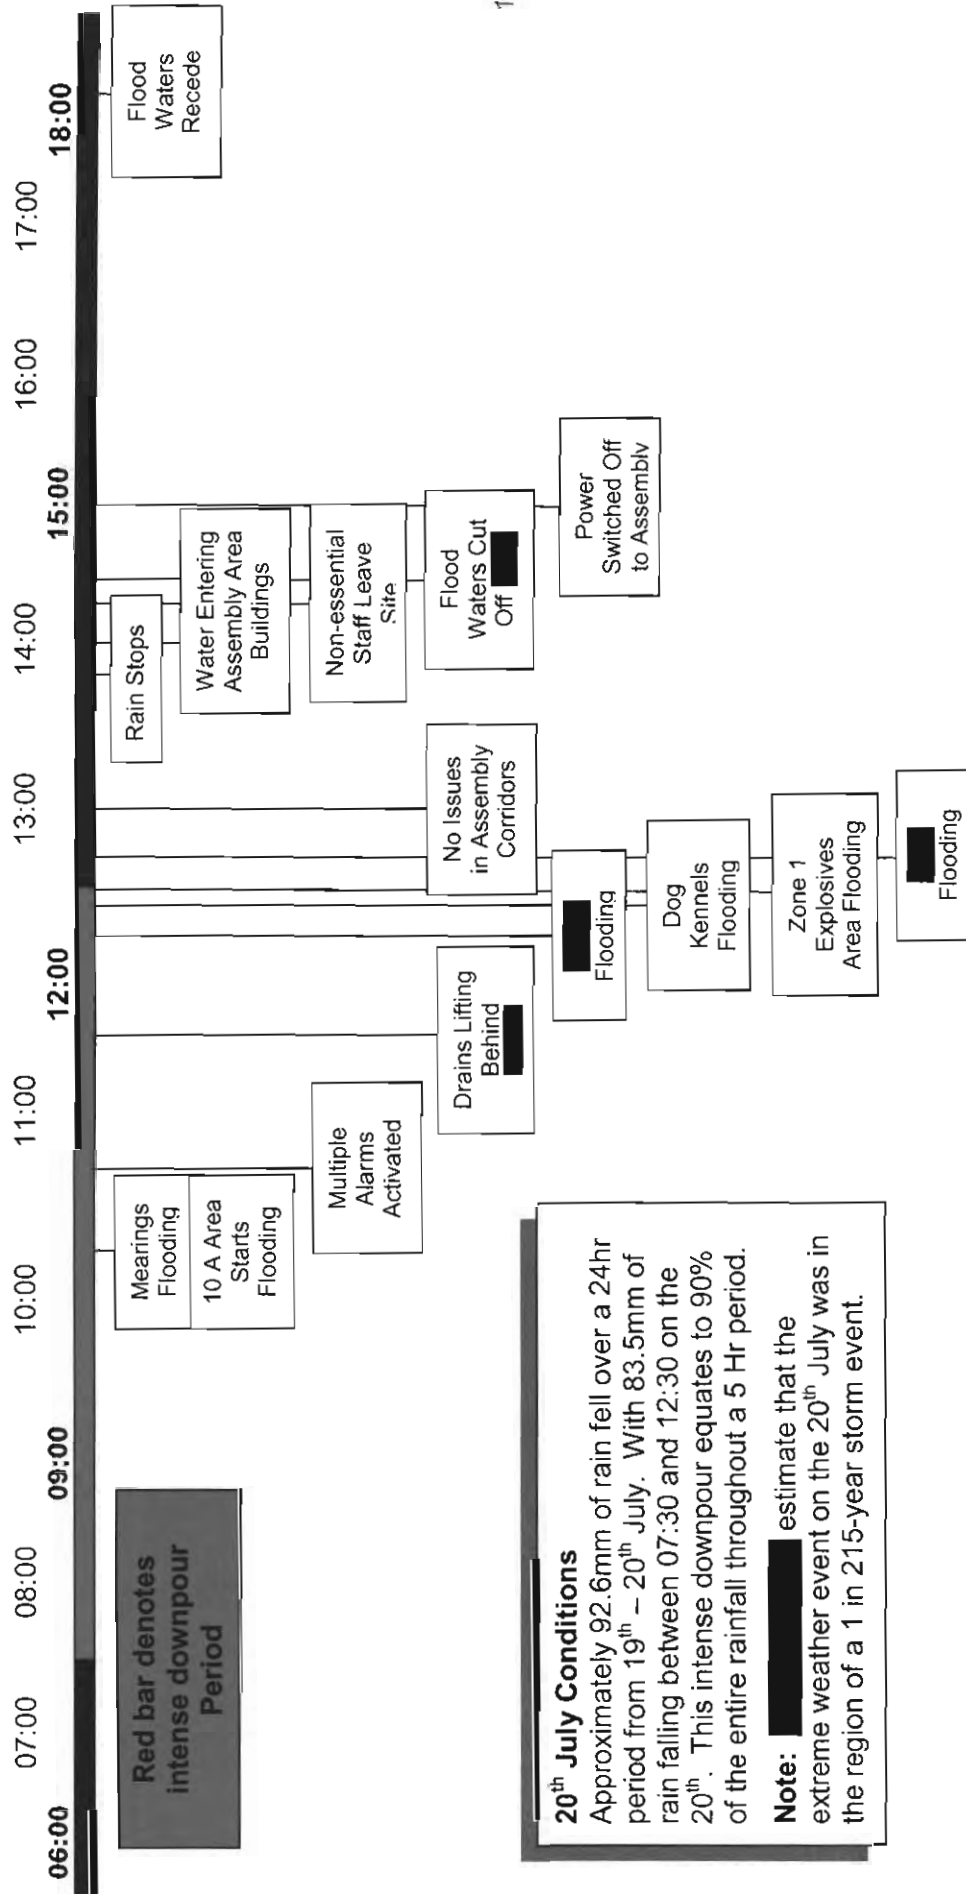 06:00
07:00
08:00
09:00
10:00
11:00
12:00
13:00
14:00
15:00
16:00
17:00
18:00
Red bar denotes
intense downpour
Period
Mearings
Flooding
10 A Area
Starts
Flooding
Multiple
Alarms
Activated
Drains Lifting
Behind
Flooding
Dog
Kennels
Flooding
Zone 1
Explosives
Area Flooding
Flooding
No Issues
in Assembly
Corridors
Rain Stops
Water Entering
Assembly Area
Buildings
Non-essential
Staff Leave
Site
Flood
Waters Cut
Off
Power
Switched Off
to Assembly
Flood
Waters
Recede
20th July Conditions
Approximately 92.6mm of rain fell over a 24hr
period from 19th – 20th July. With 83.5mm of
rain falling between 07:30 and 12:30 on the
20th. This intense downpour equates to 90%
of the entire rainfall throughout a 5 Hr period.
Note: estimate that the
extreme weather event on the 20th July was in
the region of a 1 in 215-year storm event.